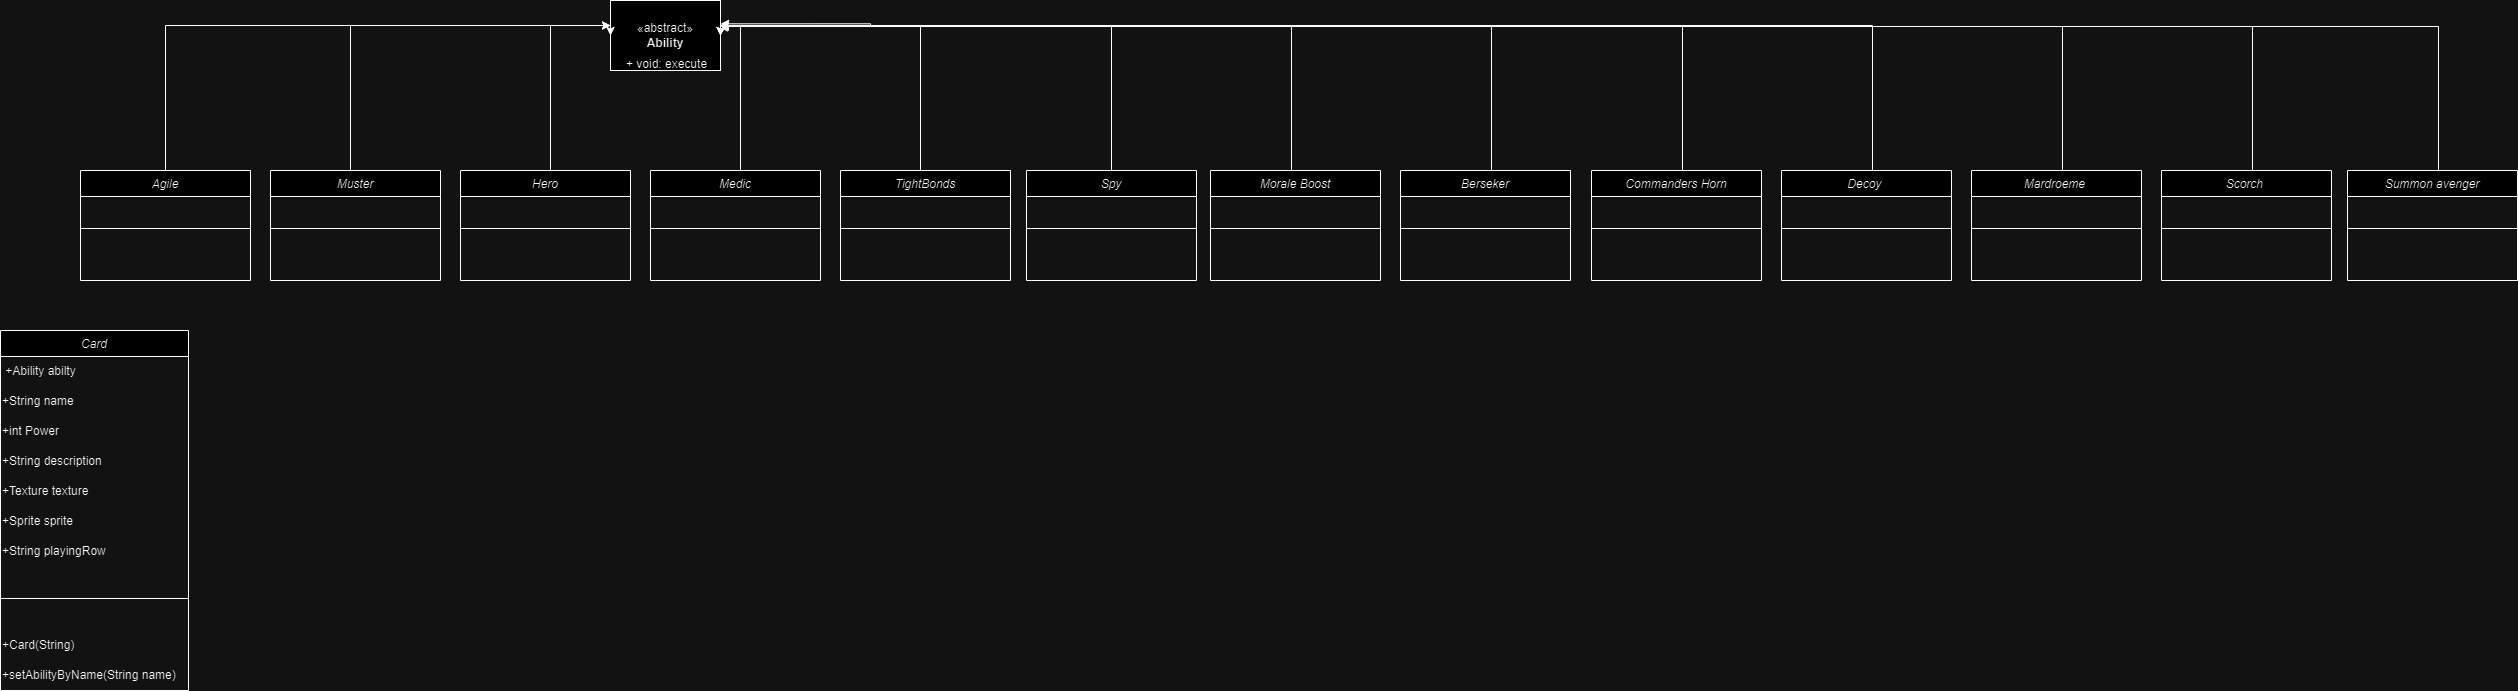 «abstract»
Ability
+ void: execute
Agile
Muster
Hero
Medic
TightBonds
Spy
Morale Boost
Berseker
Commanders Horn
Decoy
Mardroeme
Scorch
Summon avenger
Card
+Ability abilty
+String name
+int Power
+String description
+Texture texture
+Sprite sprite
+String playingRow
+Card(String)
+setAbilityByName(String name)